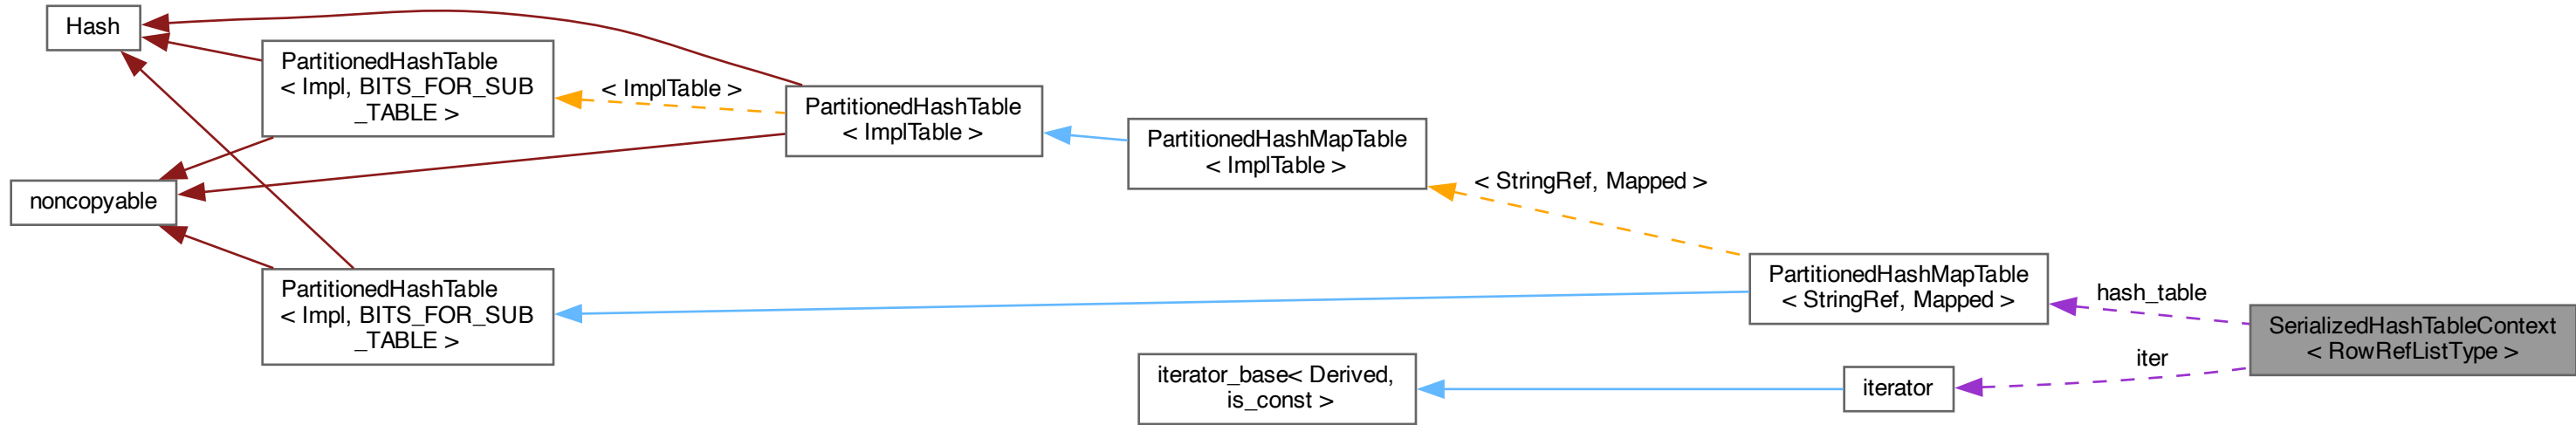 Hash
PartitionedHashTable
< Impl, BITS_FOR_SUB
_TABLE >
< ImplTable >
PartitionedHashTable
< ImplTable >
PartitionedHashMapTable
< ImplTable >
< StringRef, Mapped >
noncopyable
PartitionedHashTable
< Impl, BITS_FOR_SUB
_TABLE >
PartitionedHashMapTable
< StringRef, Mapped >
hash_table
SerializedHashTableContext
< RowRefListType >
iter
iterator_base< Derived,
is_const >
iterator